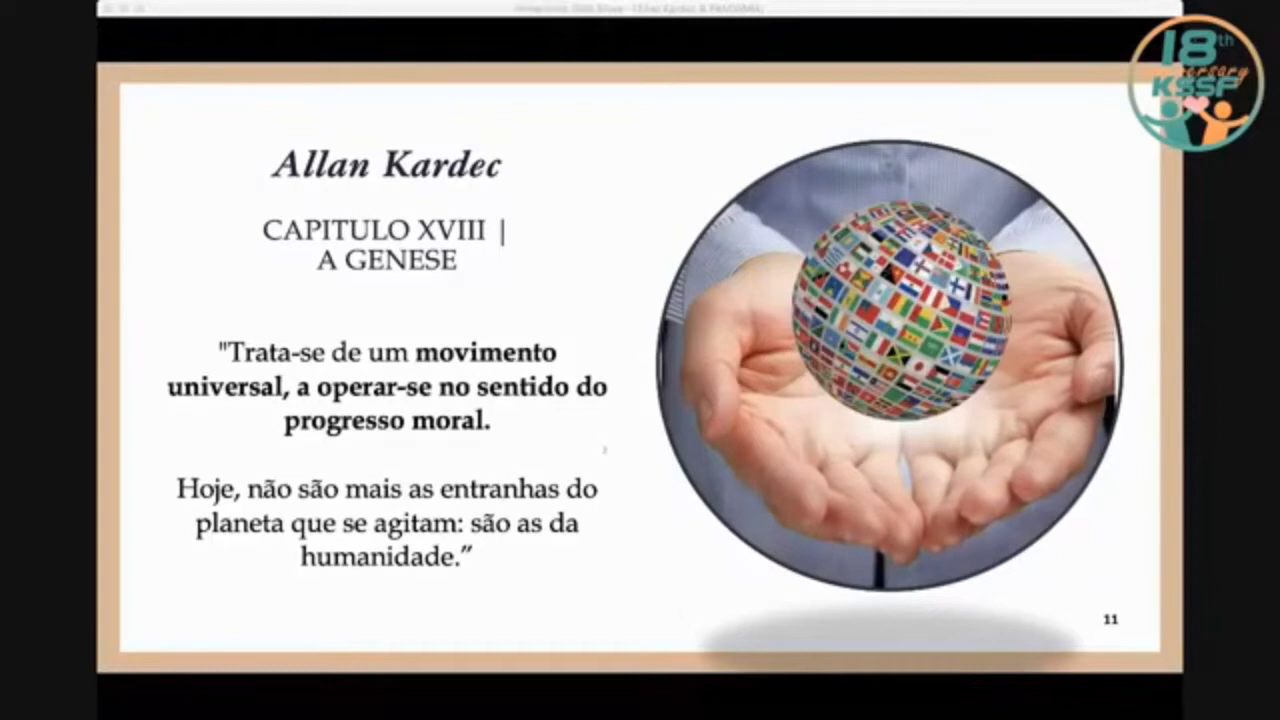 18th
KSSF
Allan Kardec
CAPITULO XVIII |
A GENESE
"Trata-se de um movimento
universal, a operar-se no sentido do
progresso moral.
Hoje, não são mais as entranhas do
planeta que se agitam: são as da
humanidade.”
11